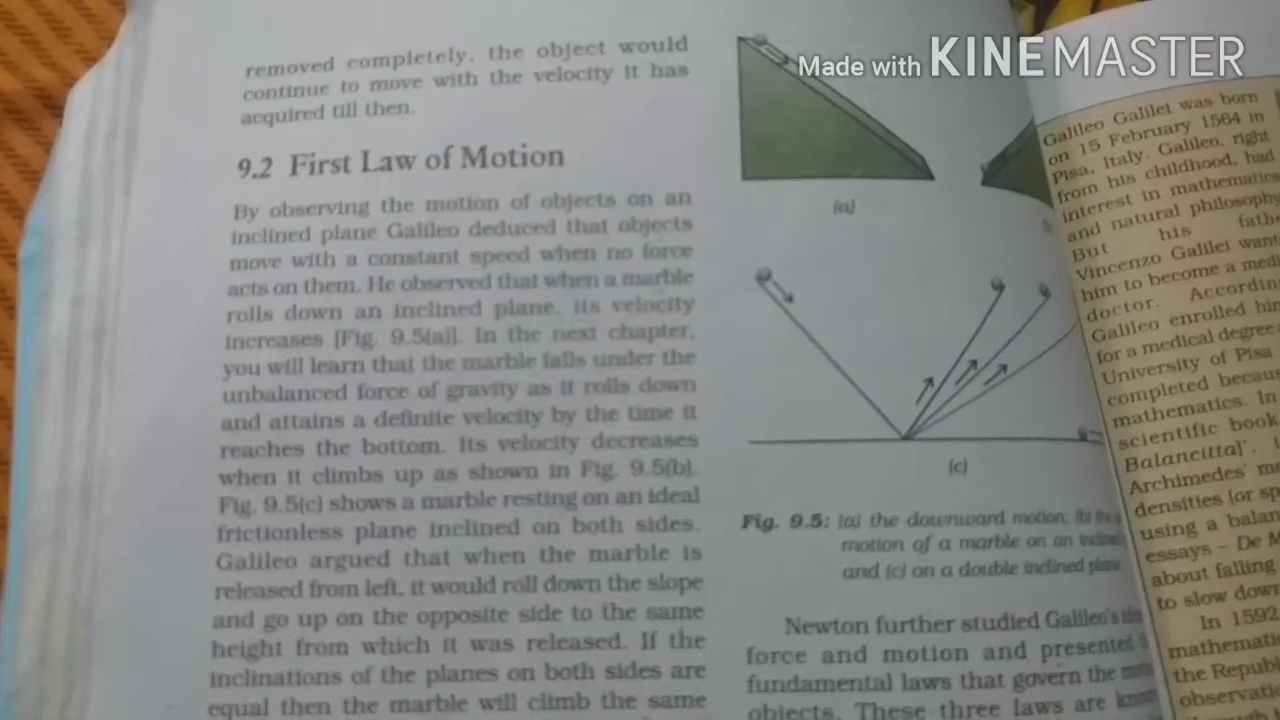 removed completely, the object would
continue to move with the velocity it has
acquired till then.
9.2 First Law of Motion
By observing the motion of objects on an
inclined plane Galileo deduced that objects
move with a constant speed when no force
acts on them. He observed that when a marble
rolls down an inclined plane, its velocity
increases [Fig. 9.5(a)]. In the next chapter,
you will learn that the marble falls under the
unbalanced force of gravity as it rolls down
and attains a definite velocity by the time it
reaches the bottom. Its velocity decreases
when it climbs up as shown in Fig. 9.5(b).
Fig. 9.5(c) shows a marble resting on an ideal
frictionless plane inclined on both sides.
Galileo argued that when the marble is
released from left, it would roll down the slope
and go up on the opposite side to the same
height from which it was released. If the
inclinations of the planes on both sides are
equal then the marble will climb the same
Made with KINEMASTER
(a)
(c)
Fig. 9.5: (a) the downward motion; (b) the
motion of a marble on an
and (c) on a double inclined plane
Newton further studied Galileo's
force and motion and presented
fundamental laws that govern the
objects. These three laws are
Galileo Galilei was born
on 15 February 1564 in
Pisa, Italy. Galileo, right
from his childhood, had
interest in mathematics
and natural philosophy
But his
Vincenzo Galilei
him to become a
doctor.
Galileo enrolled
for a medical degree
University of Pisa
completed
mathematics. In
scientific book
Balancitta]'.
Archimedes'
densities (or
using a
essays – De
about falling
to slow down
In 1592
the